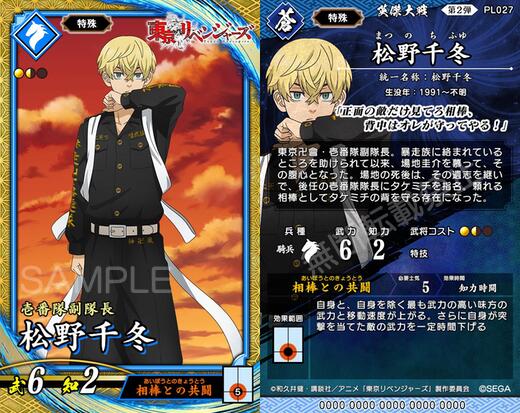 特殊
東京リベンジャーズ
SAMPLE
壱番隊副隊長
松野千冬
武6 知2
あいぼうとのきょうとう
相棒との共闘
5
蒼
特殊
英傑大戦
第2弾
PL027
まつのちふゆ
松野千冬
統一名称：松野千冬
生没年：1991～不明
「正面の敵だけ見てろ相棒、
背中はオレが守ってやる！」
東京卍會・壱番隊副隊長。暴走族に絡まれている
ところを助けられて以来、場地圭介を慕って、そ
の腹心となった。場地の死後は、その遺志を継い
で、後任の壱番隊隊長にタケミチを指名。頼れる
相棒としてタケミチの背を守る存在になった。
無断転載
兵種 武力 知力 武将コスト
騎兵 6 2 特技
あいぼうとのきょうとう 必要士気 効果時間
相棒との共闘 5 知力時間
効果範囲
自身と、自身を除く最も武力の高い味方の
武力と移動速度が上がる。さらに自身が突
撃を当てた敵の武力を一定時間下げる
©和久井健・講談社／アニメ「東京リベンジャーズ」製作委員会 ©SEGA
0000 0000 0000 0000 0000